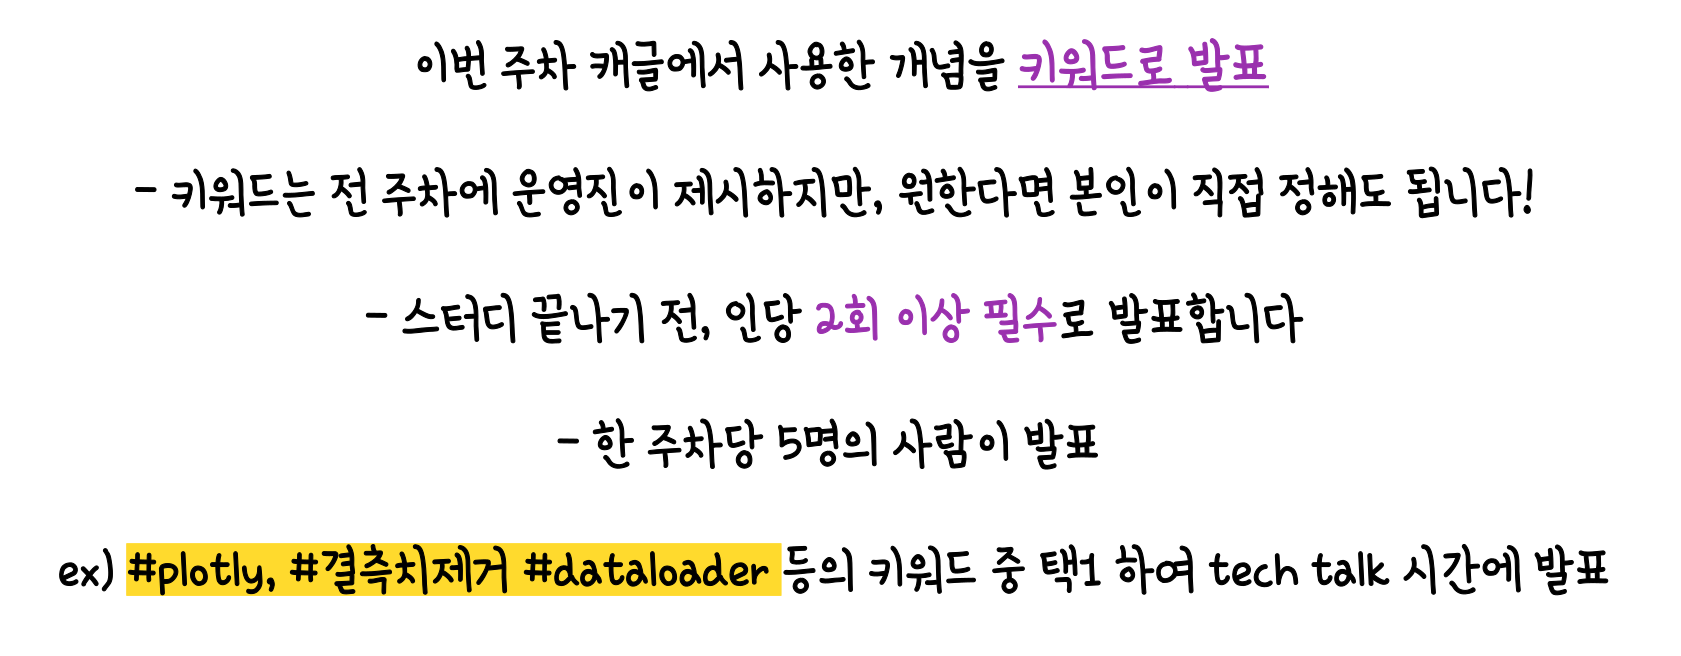 이번 주차 캐글에서 사용한 개념을 키워드로 발표
- 키워드는 전 주차에 운영진이 제시하지만, 원한다면 본인이 직접 정해도 됩니다!
- 스터디 끝나기 전, 인당 2회 이상 필수로 발표합니다
- 한 주차당 5명의 사람이 발표
ex) #plotly, #결측치제거 #dataloader 등의 키워드 중 택1 하여 tech talk 시간에 발표